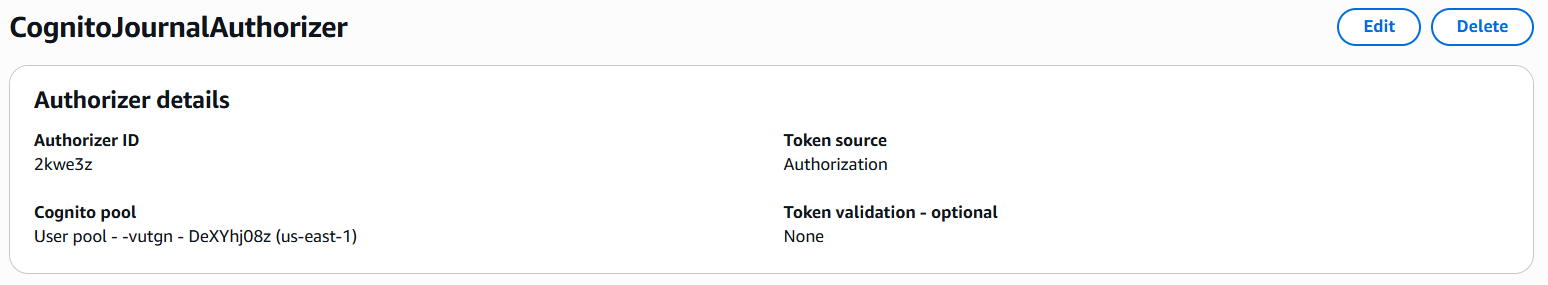 CognitoJournalAuthorizer
Edit
Delete
Authorizer details
Authorizer ID
2kwe3z
Token source
Authorization
Cognito pool
User pool - -vutgn - DeXYhj08z (us-east-1)
Token validation - optional
None